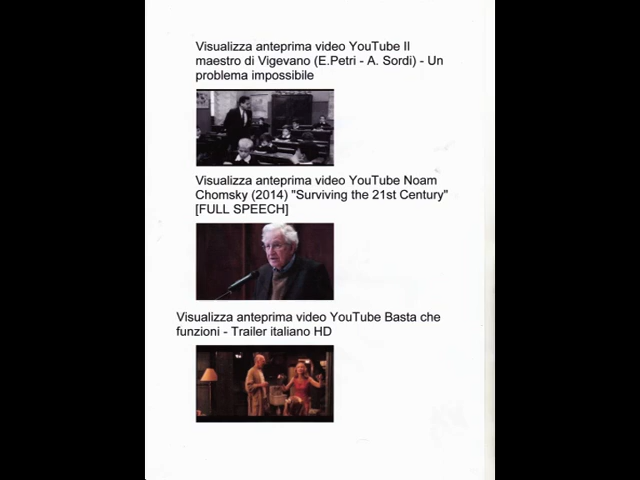 Visualizza anteprima video YouTube Il
maestro di Vigevano (E.Petri - A. Sordi) - Un
problema impossibile
Visualizza anteprima video YouTube Noam
Chomsky (2014) "Surviving the 21st Century"
[FULL SPEECH]
Visualizza anteprima video YouTube Basta che
funzioni - Trailer italiano HD